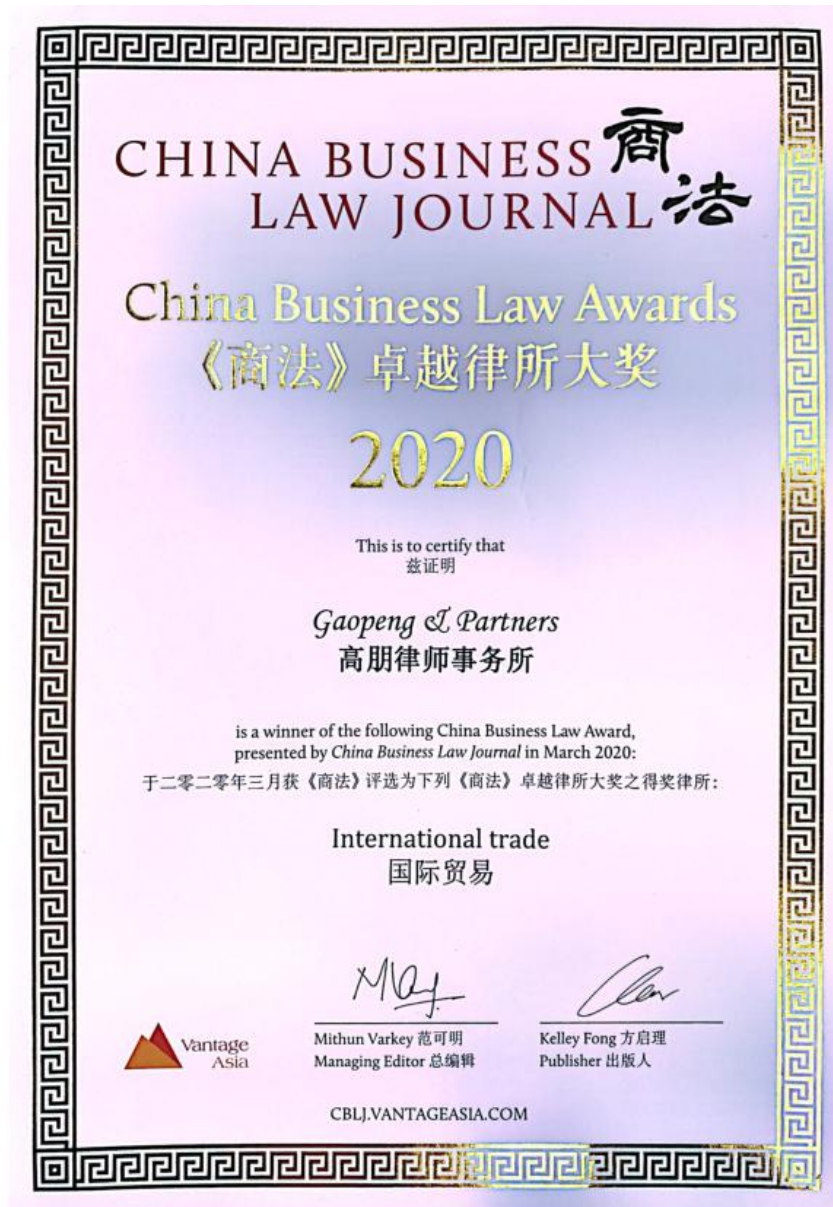 CHINA BUSINESS 商
LAW JOURNAL 法
China Business Law Awards
《商法》卓越律所大奖
2020
This is to certify that
兹证明
Gaopeng & Partners
高朋律师事务所
is a winner of the following China Business Law Award,
presented by China Business Law Journal in March 2020:
于二零二零年三月获《商法》评选为下列《商法》卓越律所大奖之得奖律所：
International trade
国际贸易
Vantage
Asia
Mithun Varkey 范可明
Managing Editor 总编辑
Kelley Fong 方启理
Publisher 出版人
CBLJ.VANTAGEASIA.COM